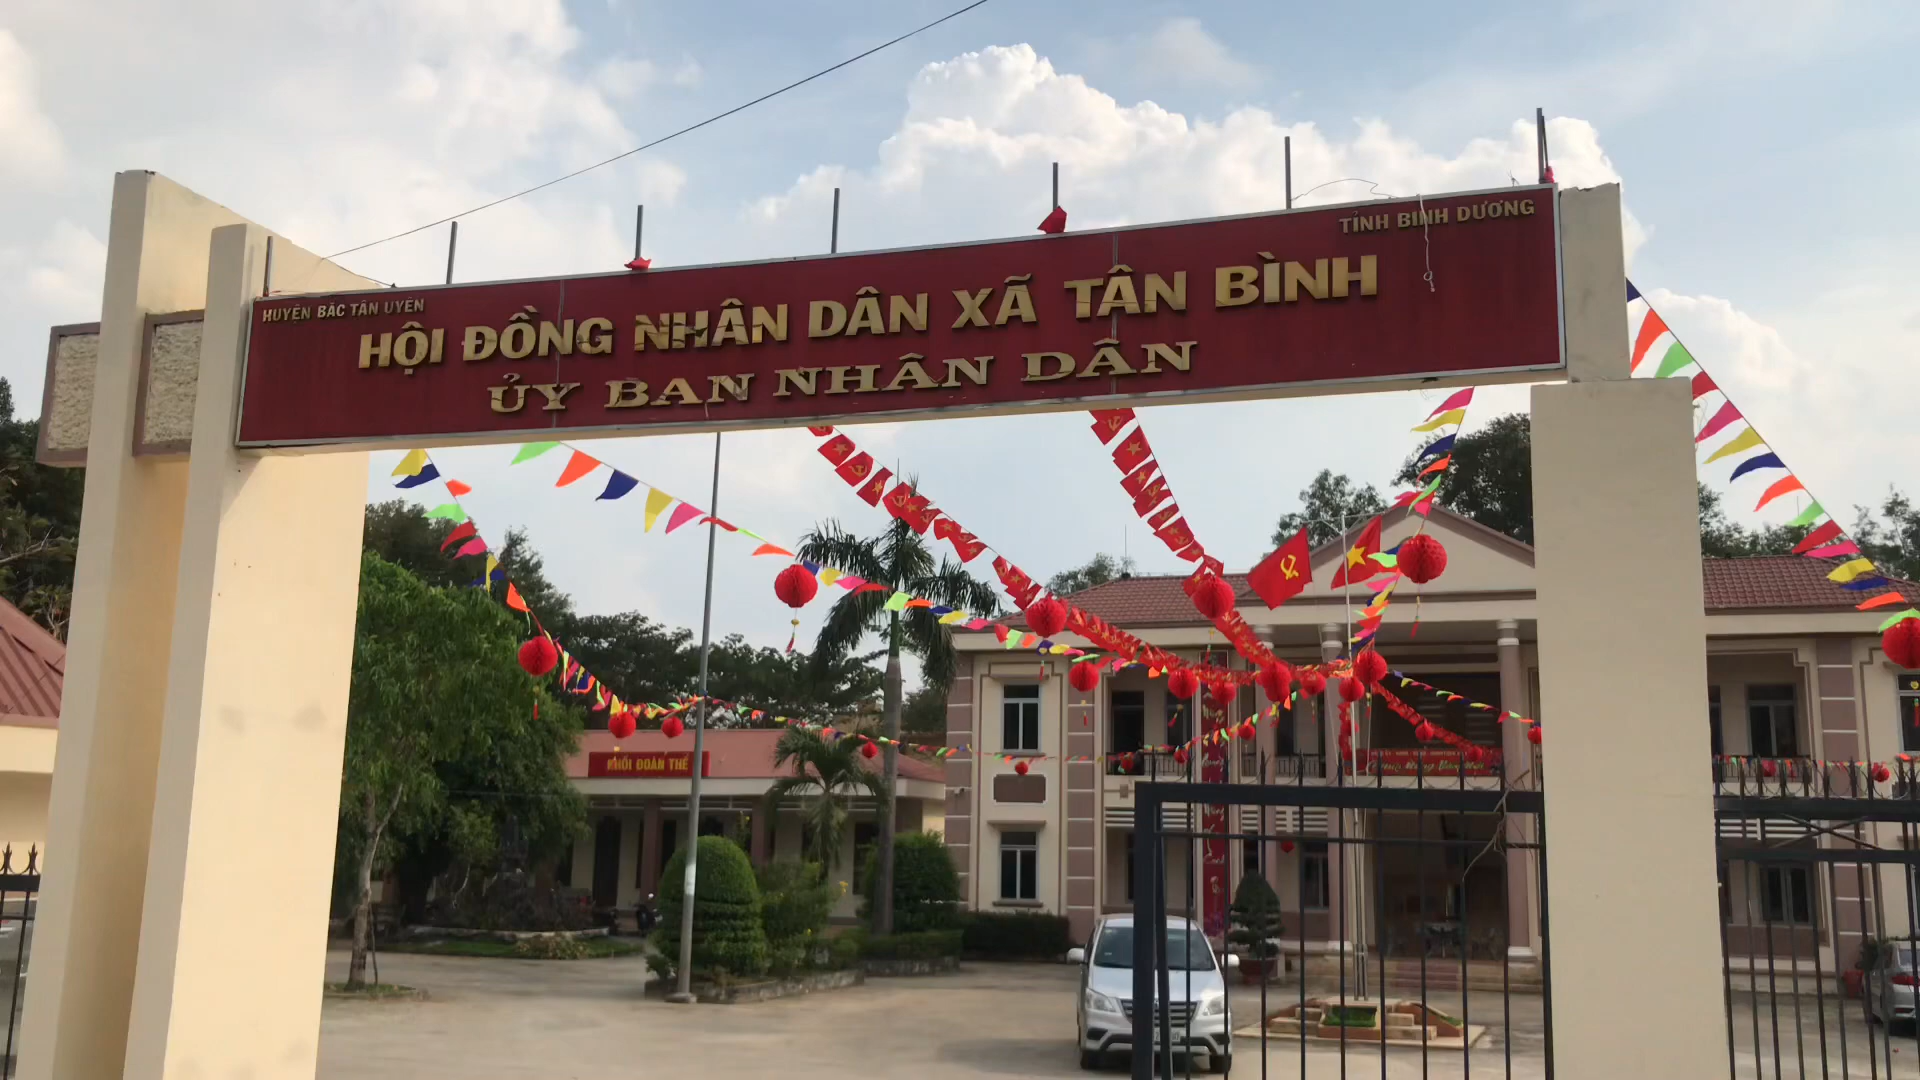 HUYỆN BẮC TÂN UYÊN
TỈNH BÌNH DƯƠNG
HỘI ĐỒNG NHÂN DÂN XÃ TÂN BÌNH
ỦY BAN NHÂN DÂN
KHỐI ĐOÀN THỂ